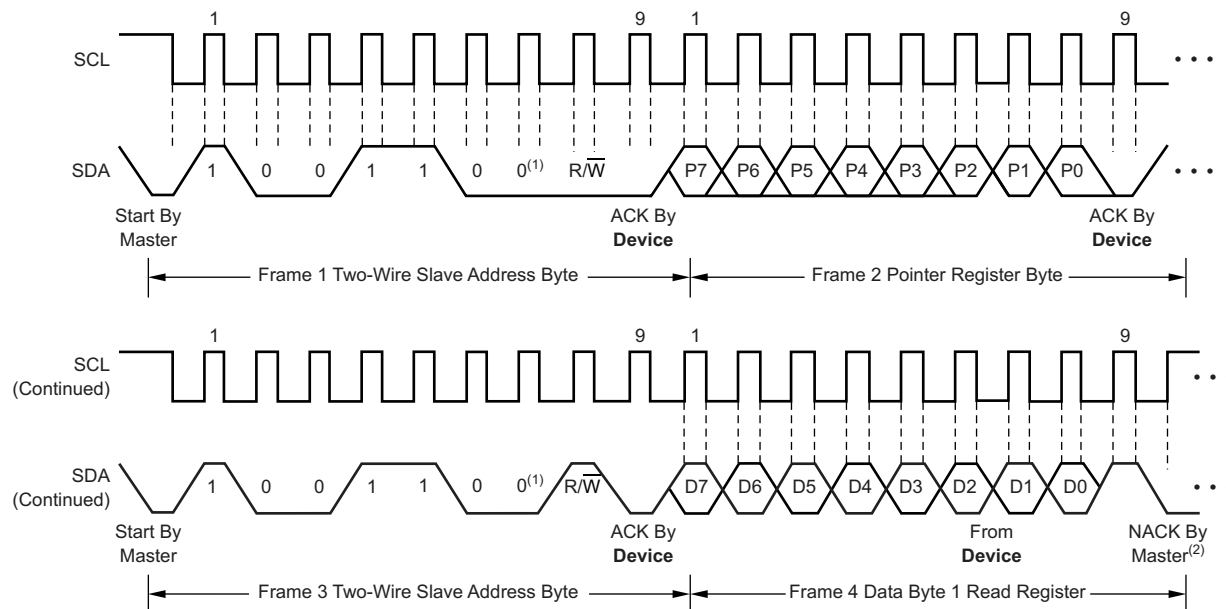 1 9 1 9
SCL
SDA
1 0 0 1 1 0 0(1) R/W P7 P6 P5 P4 P3 P2 P1 P0
Start By
Master
ACK By
Device
ACK By
Device
Frame 1 Two-Wire Slave Address Byte
Frame 2 Pointer Register Byte
1 9 1 9
SCL
(Continued)
SDA
(Continued)
1 0 0 1 1 0 0(1) R/W D7 D6 D5 D4 D3 D2 D1 D0
Start By
Master
ACK By
Device
From
Device
NACK By
Master(2)
Frame 3 Two-Wire Slave Address Byte
Frame 4 Data Byte 1 Read Register